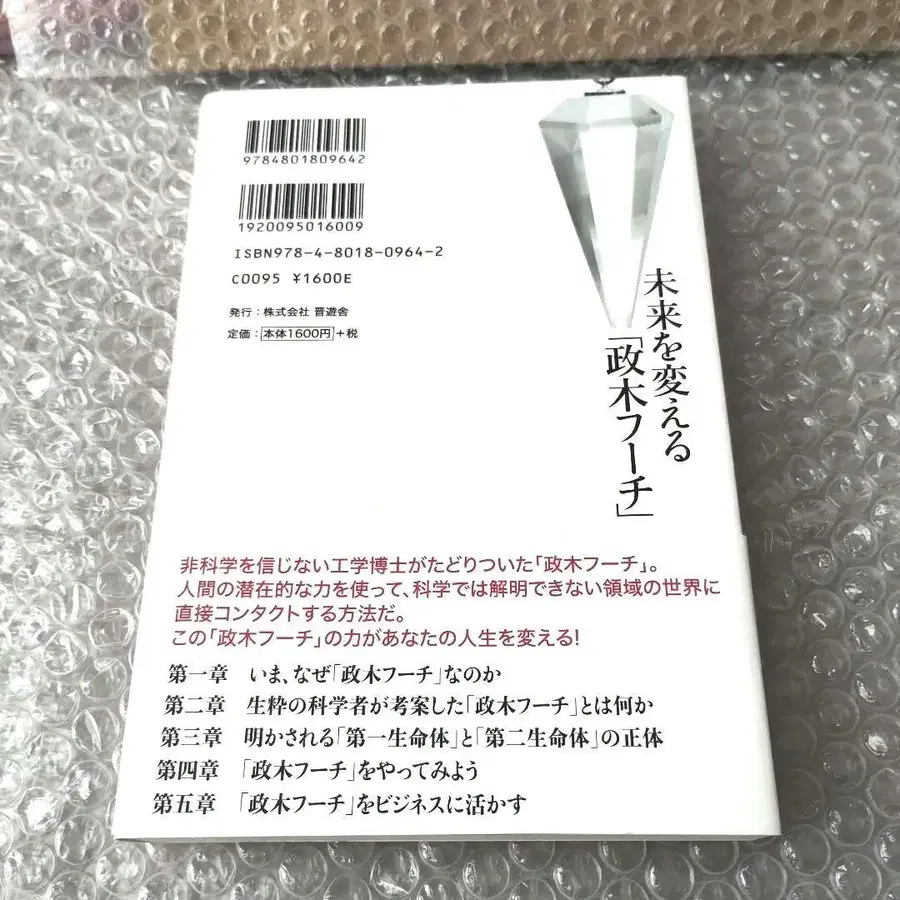 9784801809642
1920095016009
ISBN978-4-8018-0964-2
C0095 ¥1600E
発行：株式会社 晋遊舎
定価：本体1600円+税
未来を変える
「政木フーチ」
非科学を信じない工学博士がたどりついた「政木フーチ」。
人間の潜在的な力を使って、科学では解明できない領域の世界に
直接コンタクトする方法だ。
この「政木フーチ」の力があなたの人生を変える!
第一章　いま、なぜ「政木フーチ」なのか
第二章　生粋の科学者が考案した「政木フーチ」とは何か
第三章　明かされる「第一生命体」と「第二生命体」の正体
第四章　「政木フーチ」をやってみよう
第五章　「政木フーチ」をビジネスに活かす